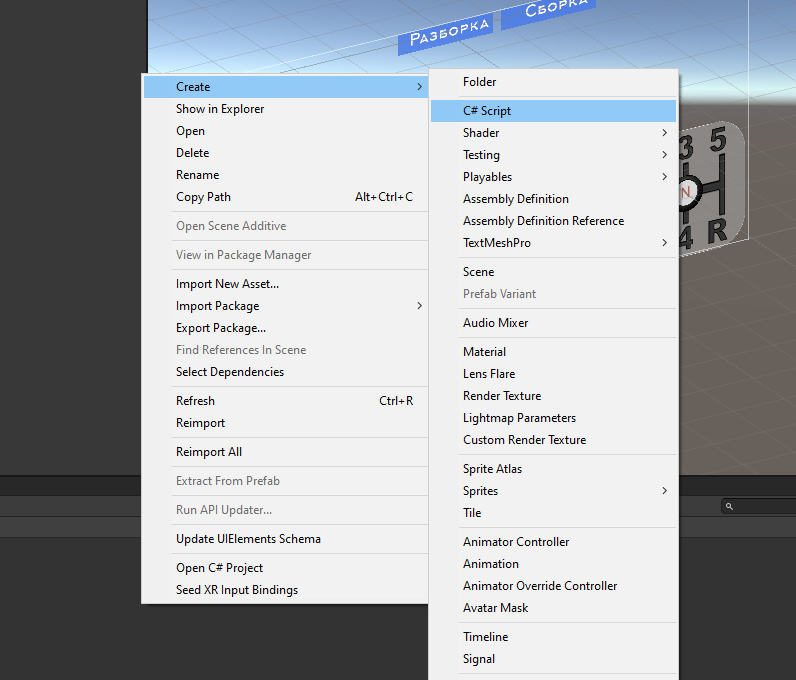 Разборка
Сборка
Create
Show in Explorer
Open
Delete
Rename
Copy Path Alt+Ctrl+C
Open Scene Additive
View in Package Manager
Import New Asset...
Import Package
Export Package...
Find References In Scene
Select Dependencies
Refresh Ctrl+R
Reimport
Reimport All
Extract From Prefab
Run API Updater...
Update UIElements Schema
Open C# Project
Seed XR Input Bindings
Folder
C# Script
Shader
Testing
Playables
Assembly Definition
Assembly Definition Reference
TextMeshPro
Scene
Prefab Variant
Audio Mixer
Material
Lens Flare
Render Texture
Lightmap Parameters
Custom Render Texture
Sprite Atlas
Sprites
Tile
Animator Controller
Animation
Animator Override Controller
Avatar Mask
Timeline
Signal
3 5
N
4 R